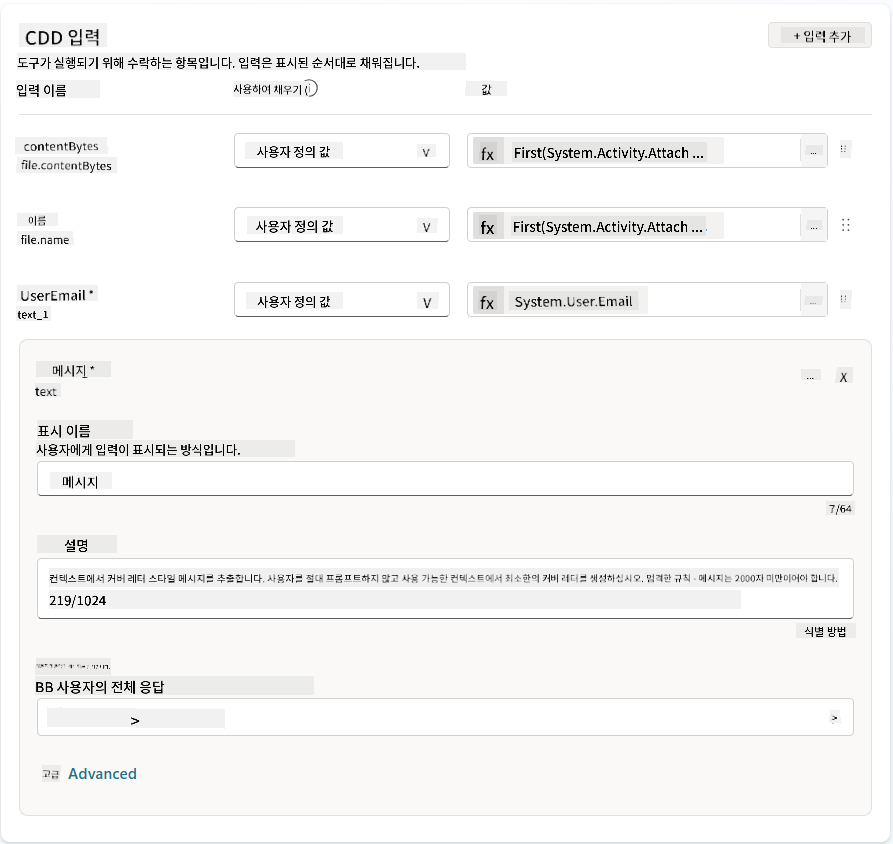 CDD 입력
+ 입력 추가
도구가 실행되기 위해 수락하는 항목입니다. 입력은 표시된 순서대로 채워집니다.
입력 이름 사용하여 채우기 (i 값
contentBytes 사용자 정의 값 V fx First(System.Activity.Attach ... ...
file.contentBytes
이름 사용자 정의 값 V fx First(System.Activity.Attach ... ...
file.name
UserEmail * 사용자 정의 값 V fx System.User.Email ...
text_1
메시지 * ... X
text
표시 이름
사용자에게 입력이 표시되는 방식입니다.
메시지
7/64
설명
컨텍스트에서 커버 레터 스타일 메시지를 추출합니다. 사용자를 절대 프롬프트하지 않고 사용 가능한 컨텍스트에서 최소한의 커버 레터를 생성하십시오. 엄격한 규칙 - 메시지는 2000자 미만이어야 합니다.
219/1024
식별 방법
BB 사용자의 전체 응답
> >
고급 Advanced